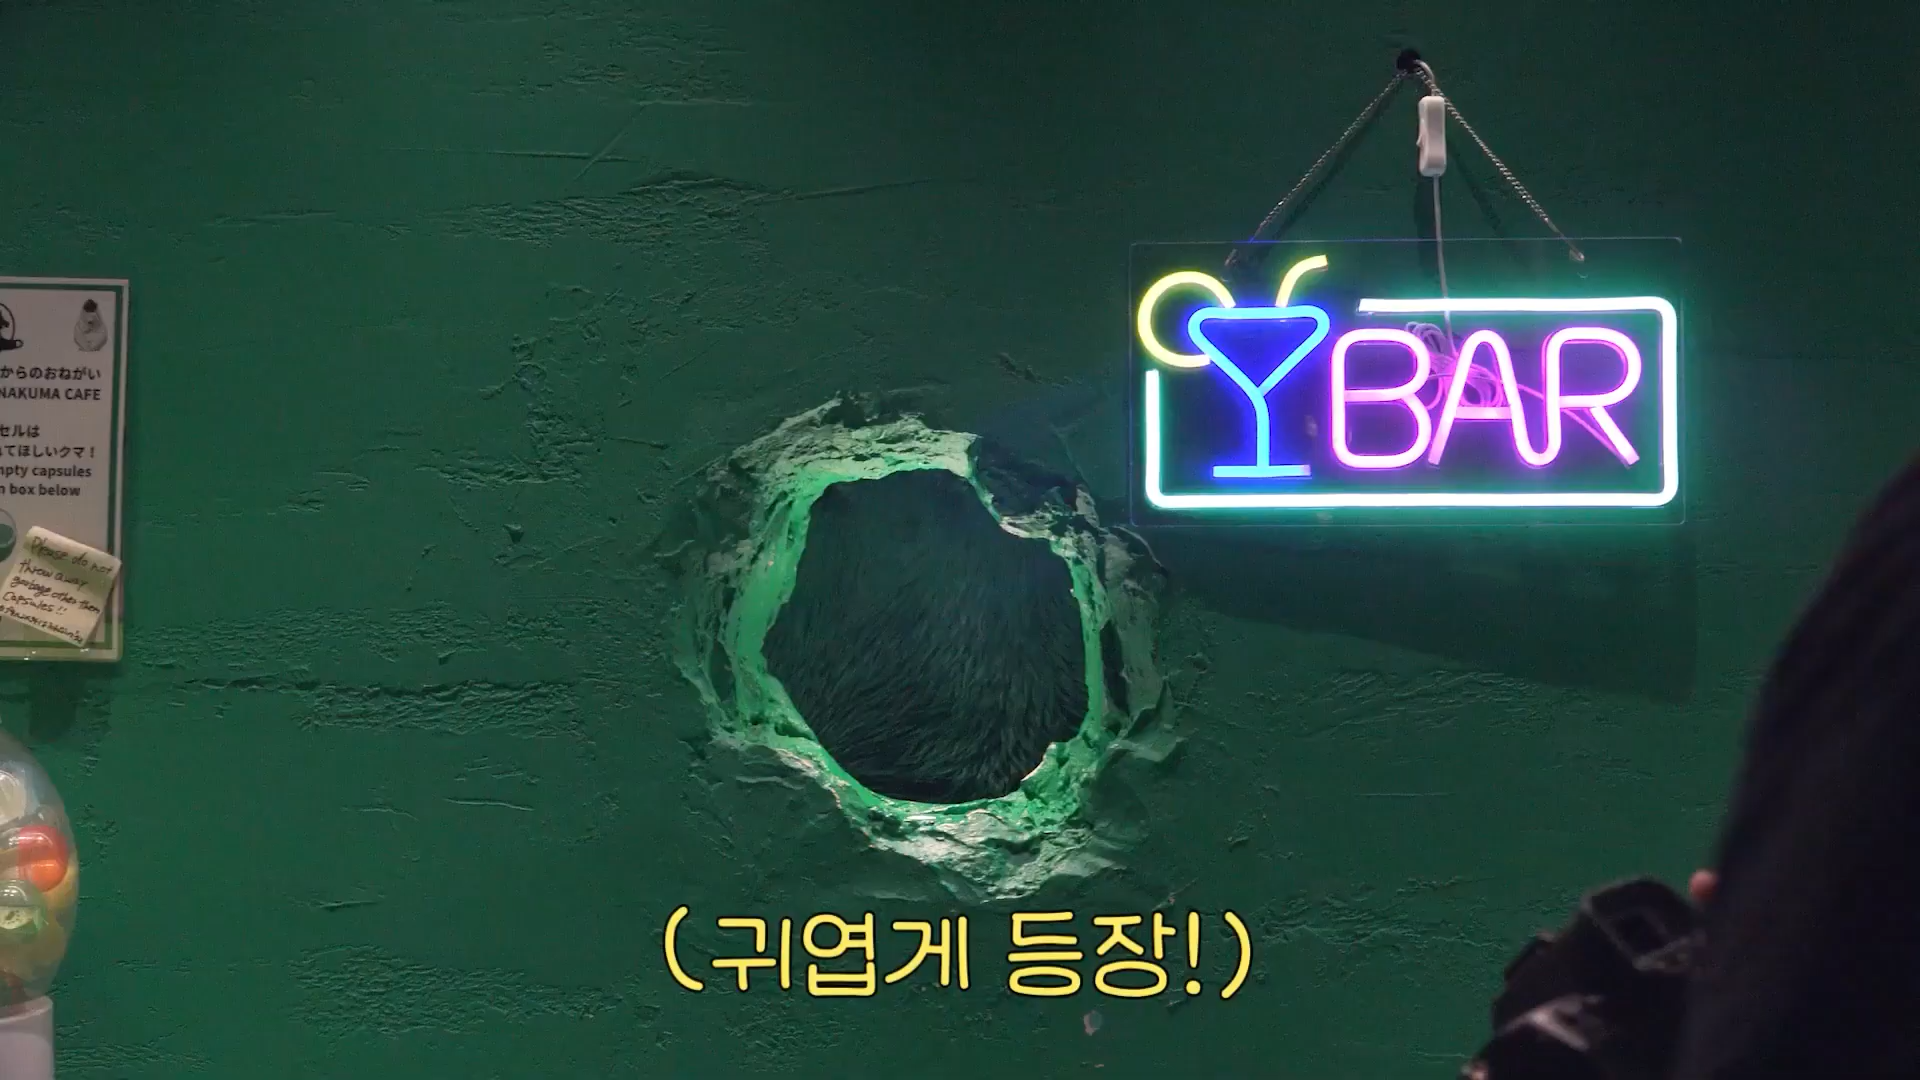 からのおねがい
NAKUMA CAFE
セルは
てほしいクマ！
mpty capsules
n box below
Please do not
throw away
garbage other than
capsules!!
BAR
(귀엽게 등장!)